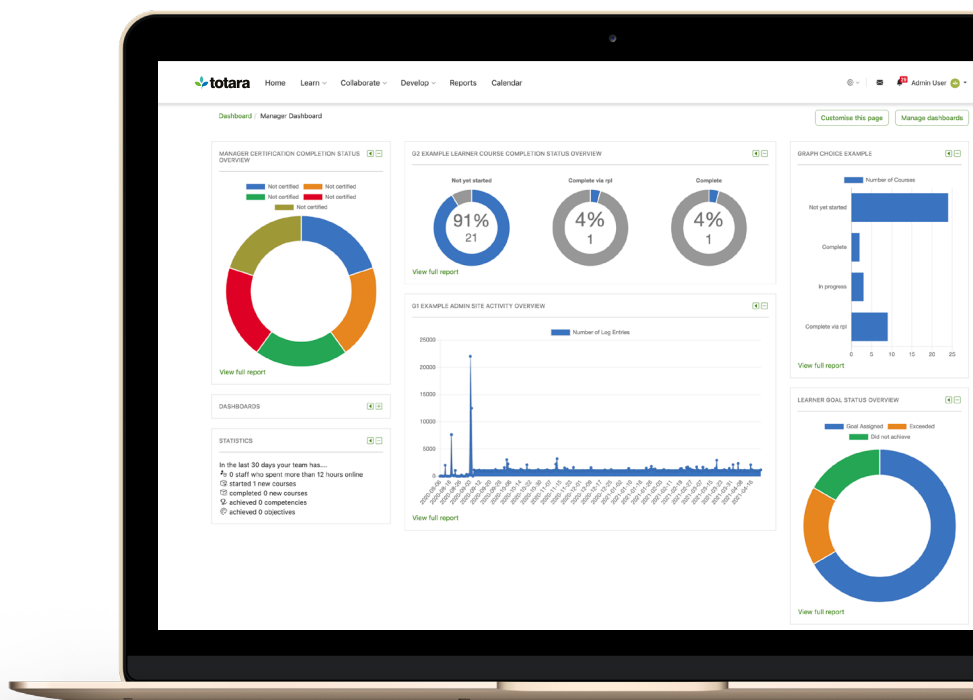 totara
Home
Learn
Collaborate
Develop
Reports
Calendar
Admin User
Dashboard / Manager Dashboard
Customise this page
Manage dashboards
MANAGER CERTIFICATION COMPLETION STATUS
OVERVIEW
Not certified
Not certified
Not certified
Not certified
Not certified
View full report
DASHBOARDS
STATISTICS
In the last 30 days your team has....
0 staff who spent more than 12 hours online
started 1 new courses
completed 0 new courses
achieved 0 competencies
achieved 0 objectives
G2 EXAMPLE LEARNER COURSE COMPLETION STATUS OVERVIEW
Not yet started
Complete via rpl
Complete
91%
21
4%
1
4%
1
View full report
G1 EXAMPLE ADMIN SITE ACTIVITY OVERVIEW
Number of Log Entries
25000
20000
15000
10000
5000
0
View full report
GRAPH CHOICE EXAMPLE
Number of Courses
Not yet started
Complete
In progress
Complete via rpl
0 5 10 15 20 25
View full report
LEARNER GOAL STATUS OVERVIEW
Goal Assigned
Exceeded
Did not achieve
View full report